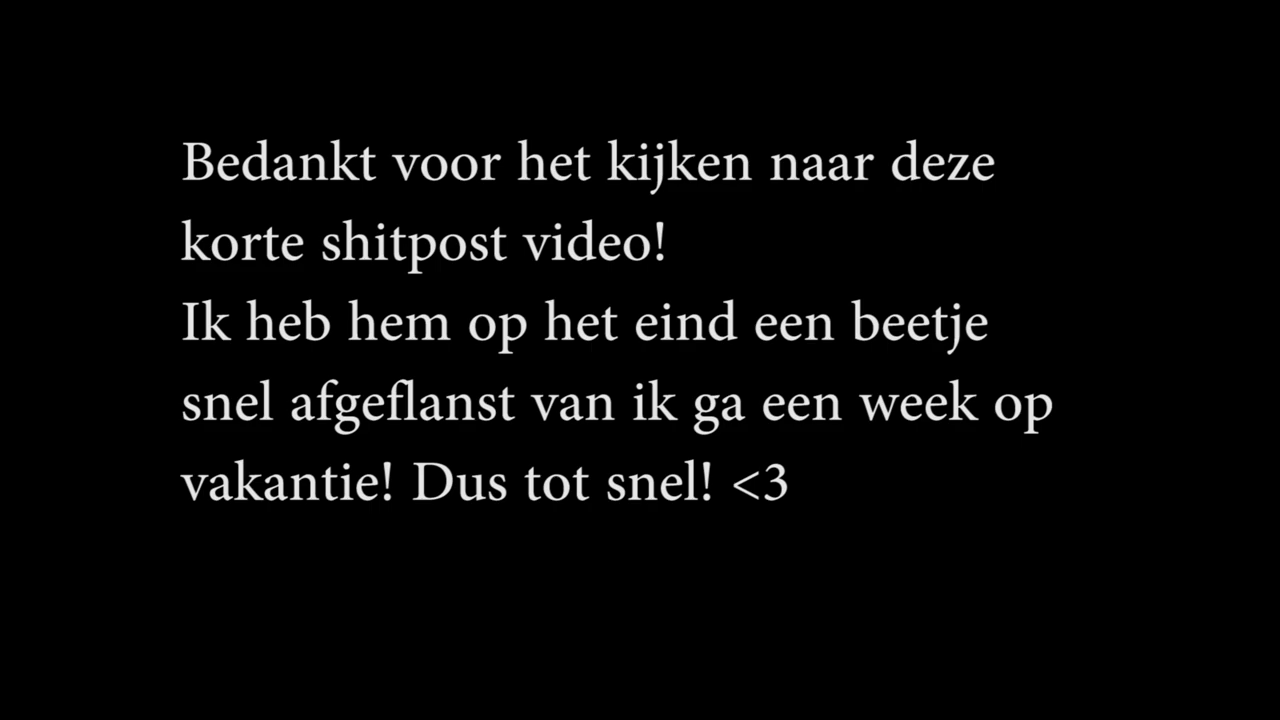 Bedankt voor het kijken naar deze
korte shitpost video!
Ik heb hem op het eind een beetje
snel afgeflanst van ik ga een week op
vakantie! Dus tot snel! <3